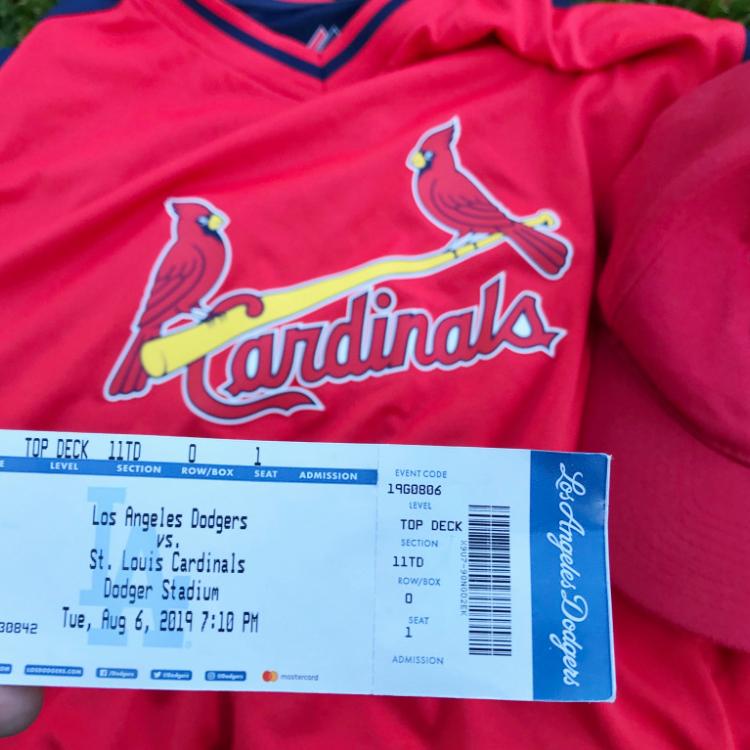 Cardinals
TOP DECK 11TD O 1
LEVEL SECTION ROW/BOX SEAT ADMISSION
Los Angeles Dodgers
vs.
St. Louis Cardinals
Dodger Stadium
Tue, Aug 6, 2019 7:10 PM
30842
LOSDODGERS.COM /Dodgers @Dodgers @Dodgers mastercard
EVENT CODE
19G0806
LEVEL
TOP DECK
SECTION
11TD
ROW/BOX
O
SEAT
1
ADMISSION
Los Angeles Dodgers